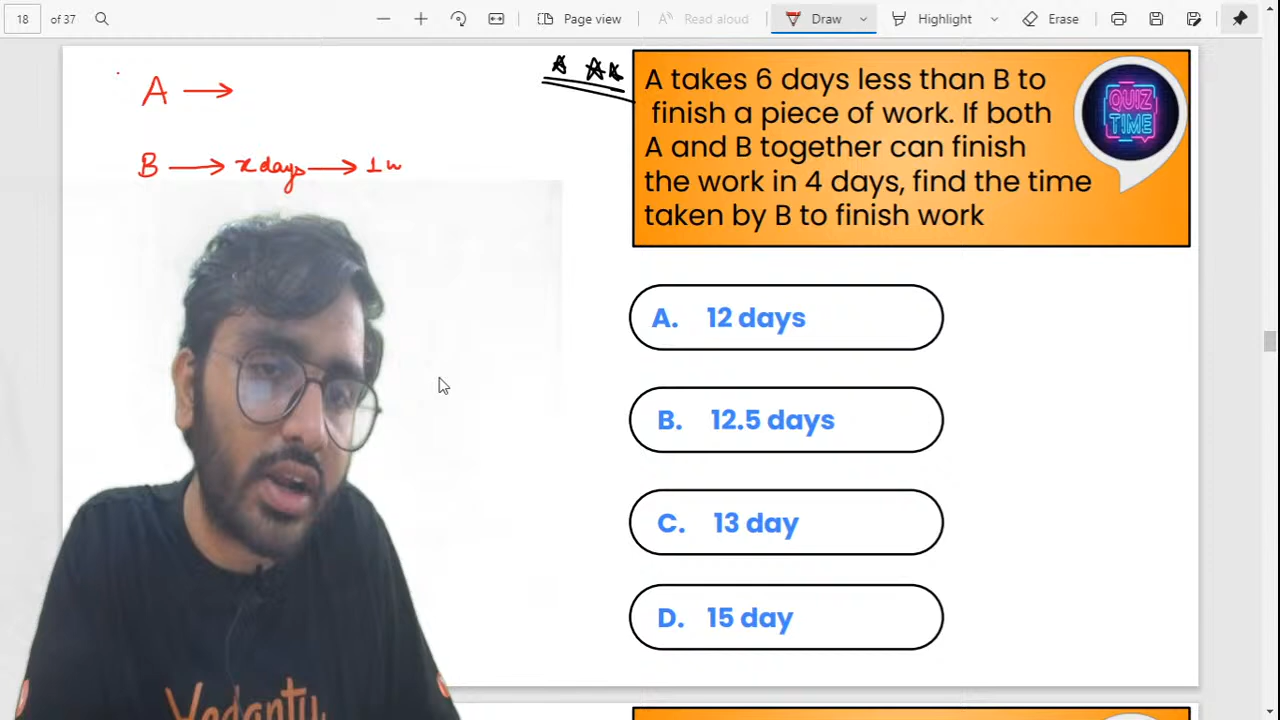 18 of 37
Page view
Read aloud
Draw
Highlight
Erase
A →
B → x days → 1 w
A takes 6 days less than B to
finish a piece of work. If both
A and B together can finish
the work in 4 days, find the time
taken by B to finish work
QUIZ
TIME
A. 12 days
B. 12.5 days
C. 13 day
D. 15 day
Vedantu